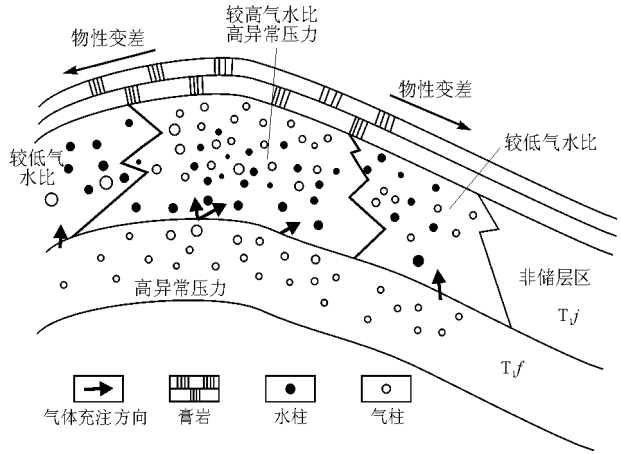 较高气水比
高异常压力
物性变差
物性变差
较低气
水比
较低气水比
高异常压力
非储层区
T₁j
T₁f
气体充注方向
膏岩
水柱
气柱